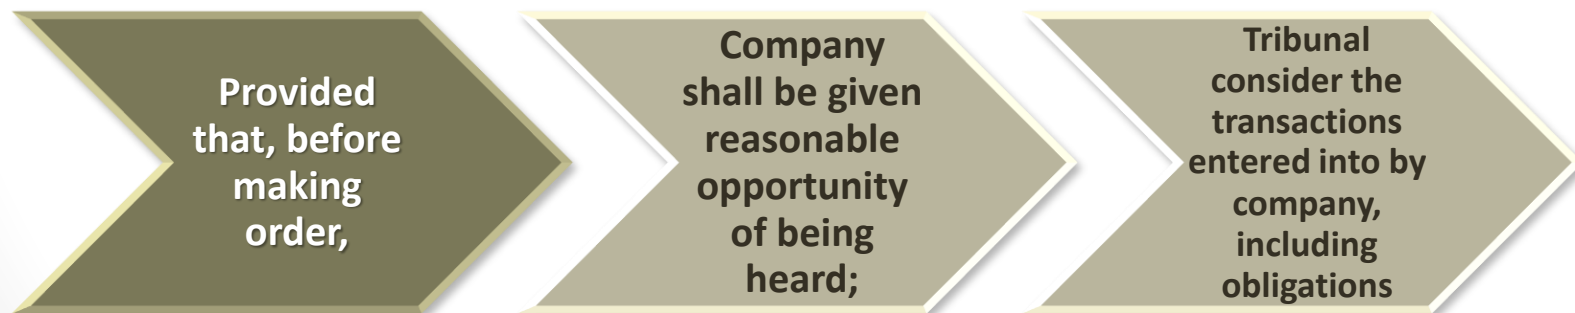 Provided
that, before
making
order,
Company
shall be given
reasonable
opportunity
of being
heard;
Tribunal
consider the
transactions
entered into by
company,
including
obligations